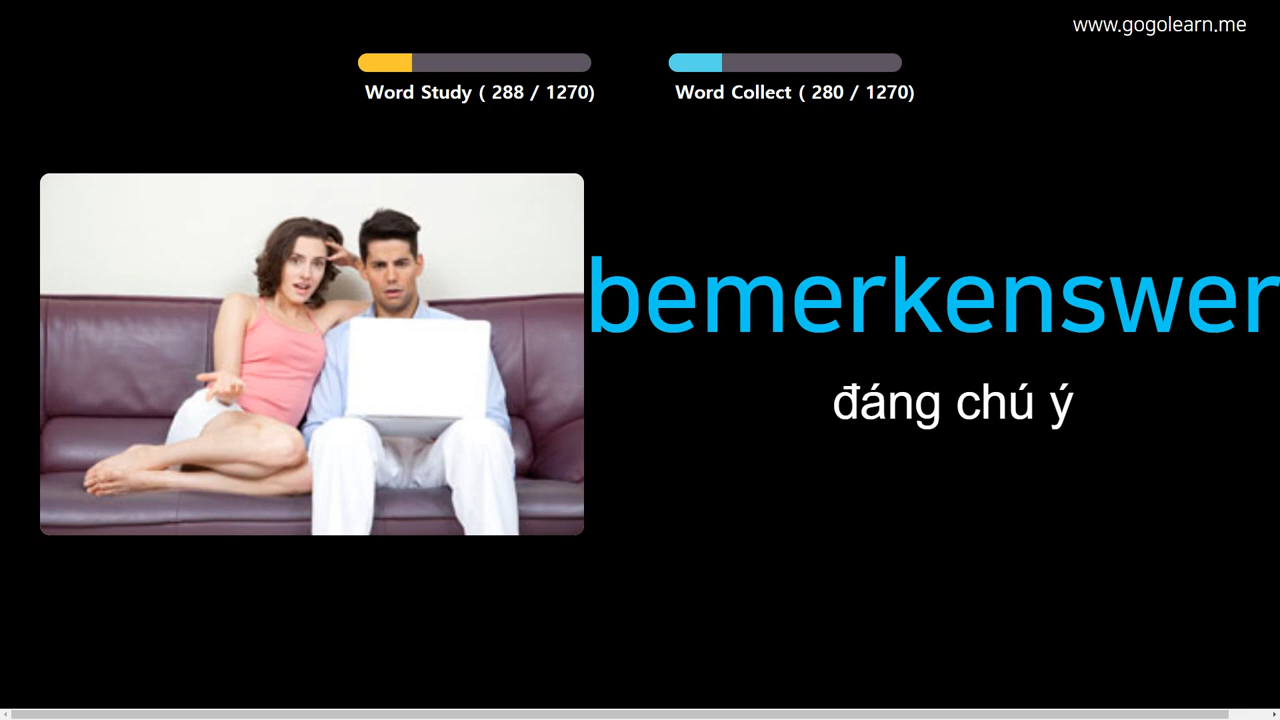 www.gogolearn.me
Word Study ( 288 / 1270)
Word Collect ( 280 / 1270)
bemerkenswer
đáng chú ý